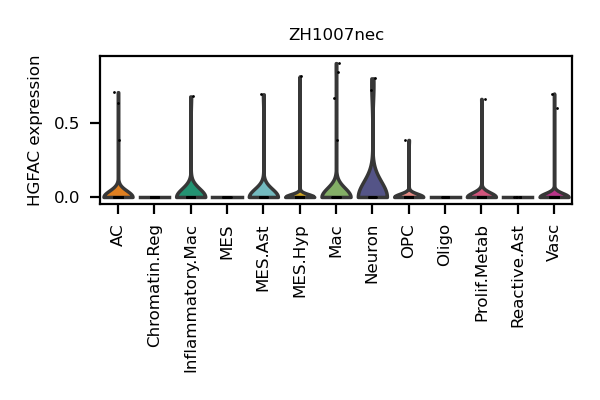 ZH1007nec
HGFAC expression
0.5
0.0
AC
Chromatin.Reg
Inflammatory.Mac
MES
MES.Ast
MES.Hyp
Mac
Neuron
OPC
Oligo
Prolif.Metab
Reactive.Ast
Vasc